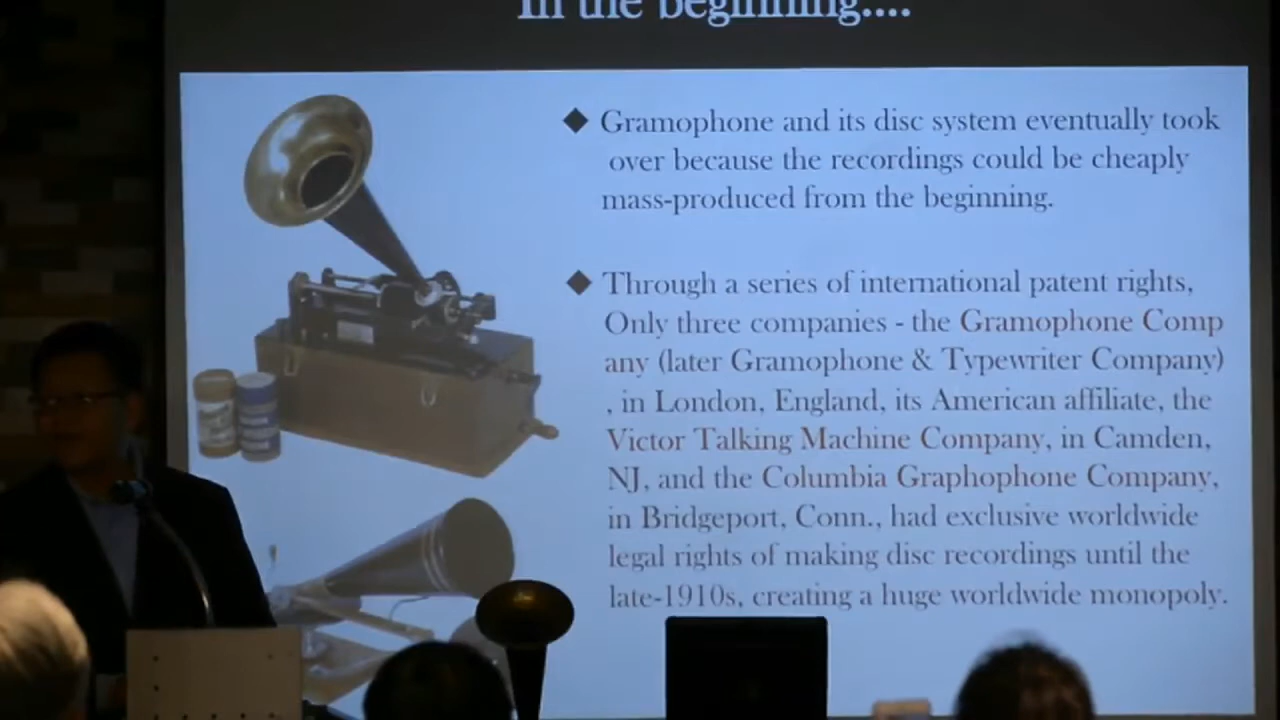 In the beginning....
◆ Gramophone and its disc system eventually took
over because the recordings could be cheaply
mass-produced from the beginning.
◆ Through a series of international patent rights,
Only three companies - the Gramophone Comp
any (later Gramophone & Typewriter Company)
, in London, England, its American affiliate, the
Victor Talking Machine Company, in Camden,
NJ, and the Columbia Graphophone Company,
in Bridgeport, Conn., had exclusive worldwide
legal rights of making disc recordings until the
late-1910s, creating a huge worldwide monopoly.